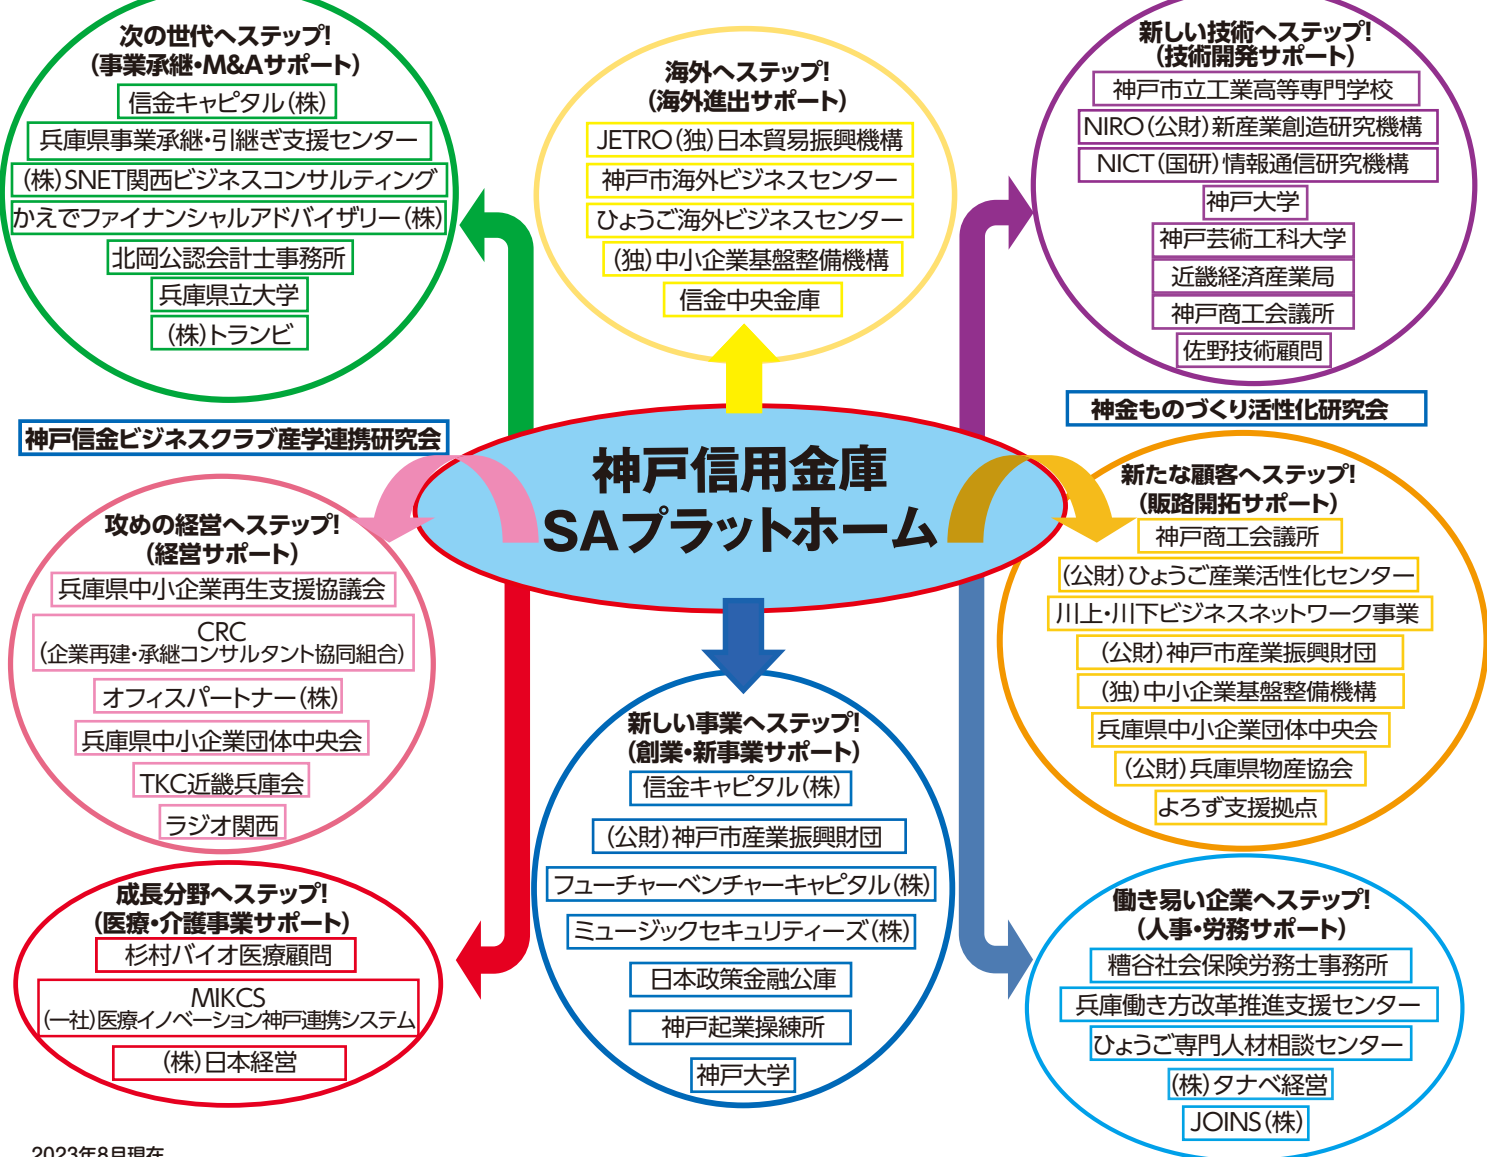 次の世代へステップ!
(事業承継・M&Aサポート)
信金キャピタル(株)
兵庫県事業承継・引継ぎ支援センター
(株)SNET関西ビジネスコンサルティング
かえでファイナンシャルアドバイザリー(株)
北岡公認会計士事務所
兵庫県立大学
(株)トランビ
海外へステップ!
(海外進出サポート)
JETRO(独)日本貿易振興機構
神戸市海外ビジネスセンター
ひょうご海外ビジネスセンター
(独)中小企業基盤整備機構
信金中央金庫
新しい技術へステップ!
(技術開発サポート)
神戸市立工業高等専門学校
NIRO(公財)新産業創造研究機構
NICT(国研)情報通信研究機構
神戸大学
神戸芸術工科大学
近畿経済産業局
神戸商工会議所
佐野技術顧問
神戸信金ビジネスクラブ産学連携研究会
神金ものづくり活性化研究会
神戸信用金庫
SAプラットホーム
攻めの経営へステップ!
(経営サポート)
兵庫県中小企業再生支援協議会
CRC
(企業再建・承継コンサルタント協同組合)
オフィスパートナー(株)
兵庫県中小企業団体中央会
TKC近畿兵庫会
ラジオ関西
新たな顧客へステップ!
(販路開拓サポート)
神戸商工会議所
(公財)ひょうご産業活性化センター
川上・川下ビジネスネットワーク事業
(公財)神戸市産業振興財団
(独)中小企業基盤整備機構
兵庫県中小企業団体中央会
(公財)兵庫県物産協会
よろず支援拠点
新しい事業へステップ!
(創業・新事業サポート)
信金キャピタル(株)
(公財)神戸市産業振興財団
フューチャーベンチャーキャピタル(株)
ミュージックセキュリティーズ(株)
日本政策金融公庫
神戸起業操練所
神戸大学
成長分野へステップ!
(医療・介護事業サポート)
杉村バイオ医療顧問
MIKCS
(一社)医療イノベーション神戸連携システム
(株)日本経営
働き易い企業へステップ!
(人事・労務サポート)
糟谷社会保険労務士事務所
兵庫働き方改革推進支援センター
ひょうご専門人材相談センター
(株)タナベ経営
JOINS(株)
2023年8月現在